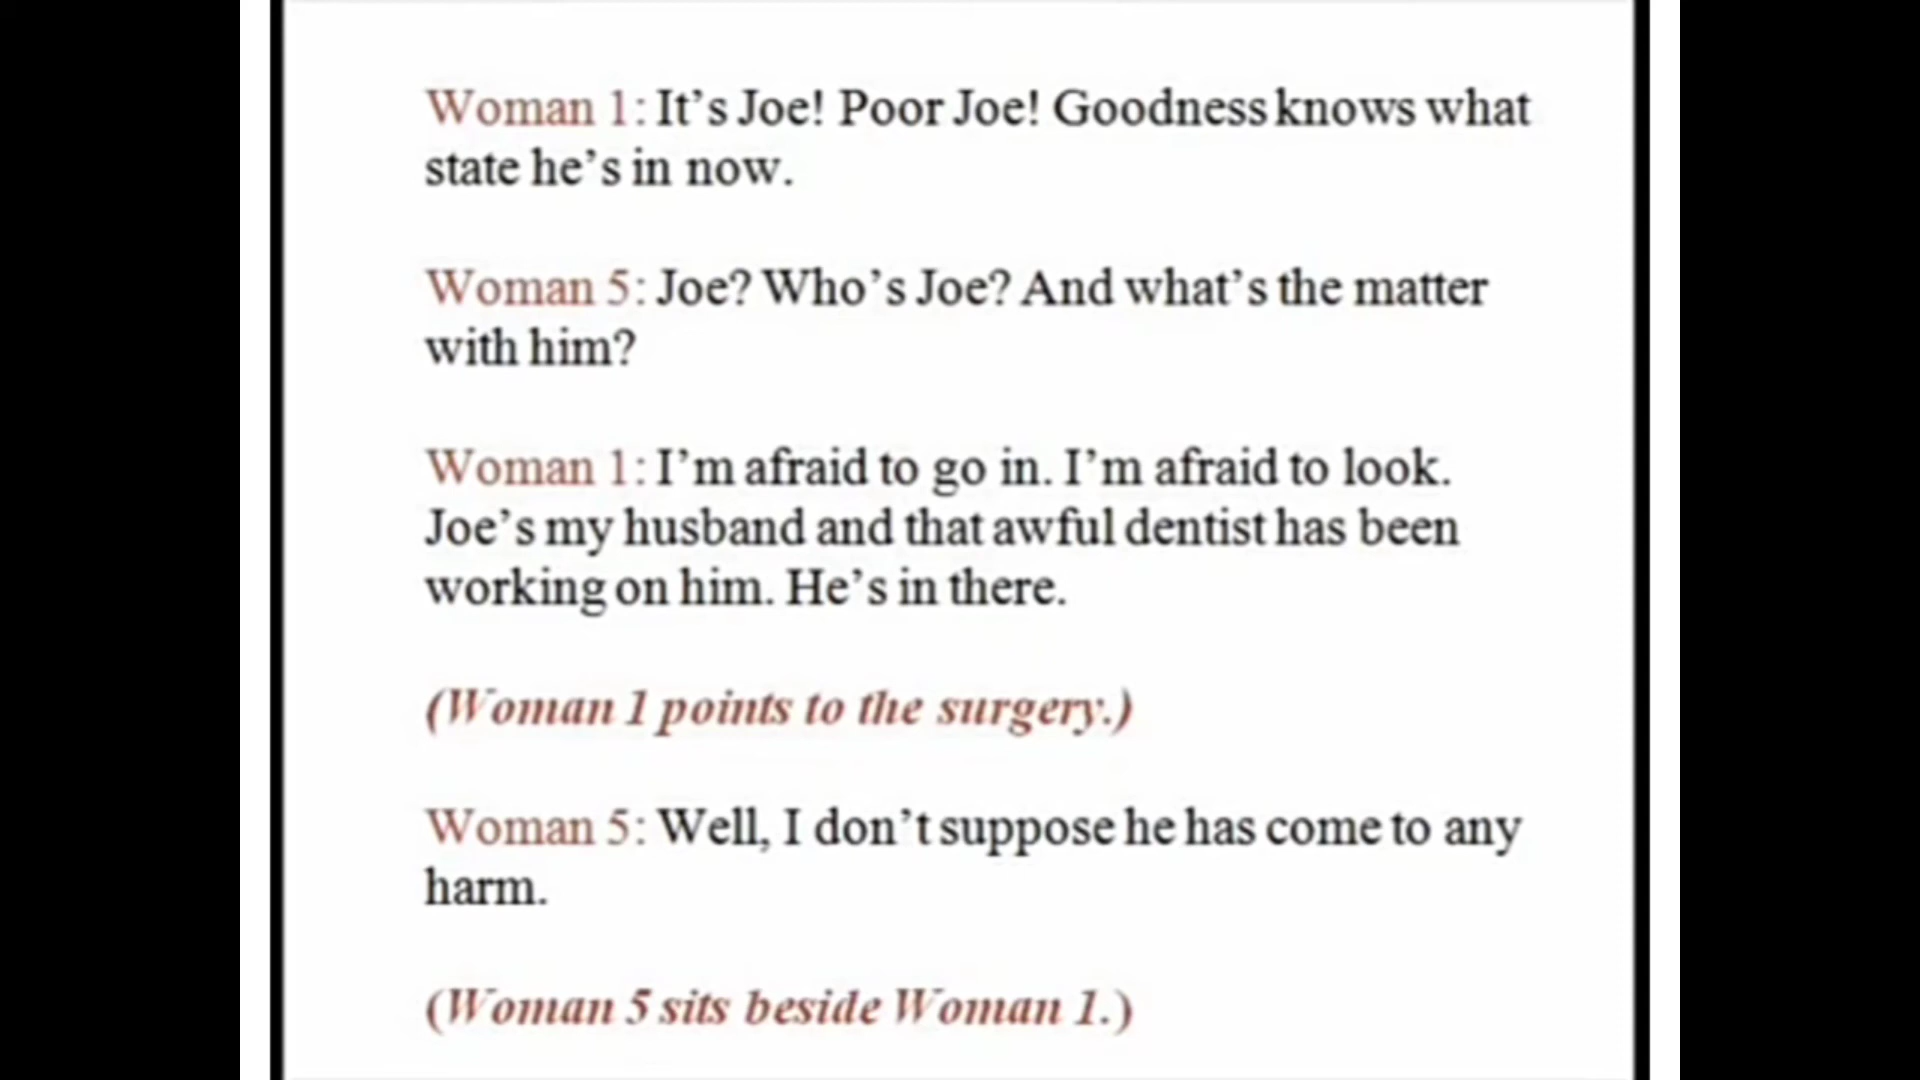 Woman 1: It’s Joe! Poor Joe! Goodness knows what
state he’s in now.
Woman 5: Joe? Who’s Joe? And what’s the matter
with him?
Woman 1: I’m afraid to go in. I’m afraid to look.
Joe’s my husband and that awful dentist has been
working on him. He’s in there.
(Woman 1 points to the surgery.)
Woman 5: Well, I don’t suppose he has come to any
harm.
(Woman 5 sits beside Woman 1.)